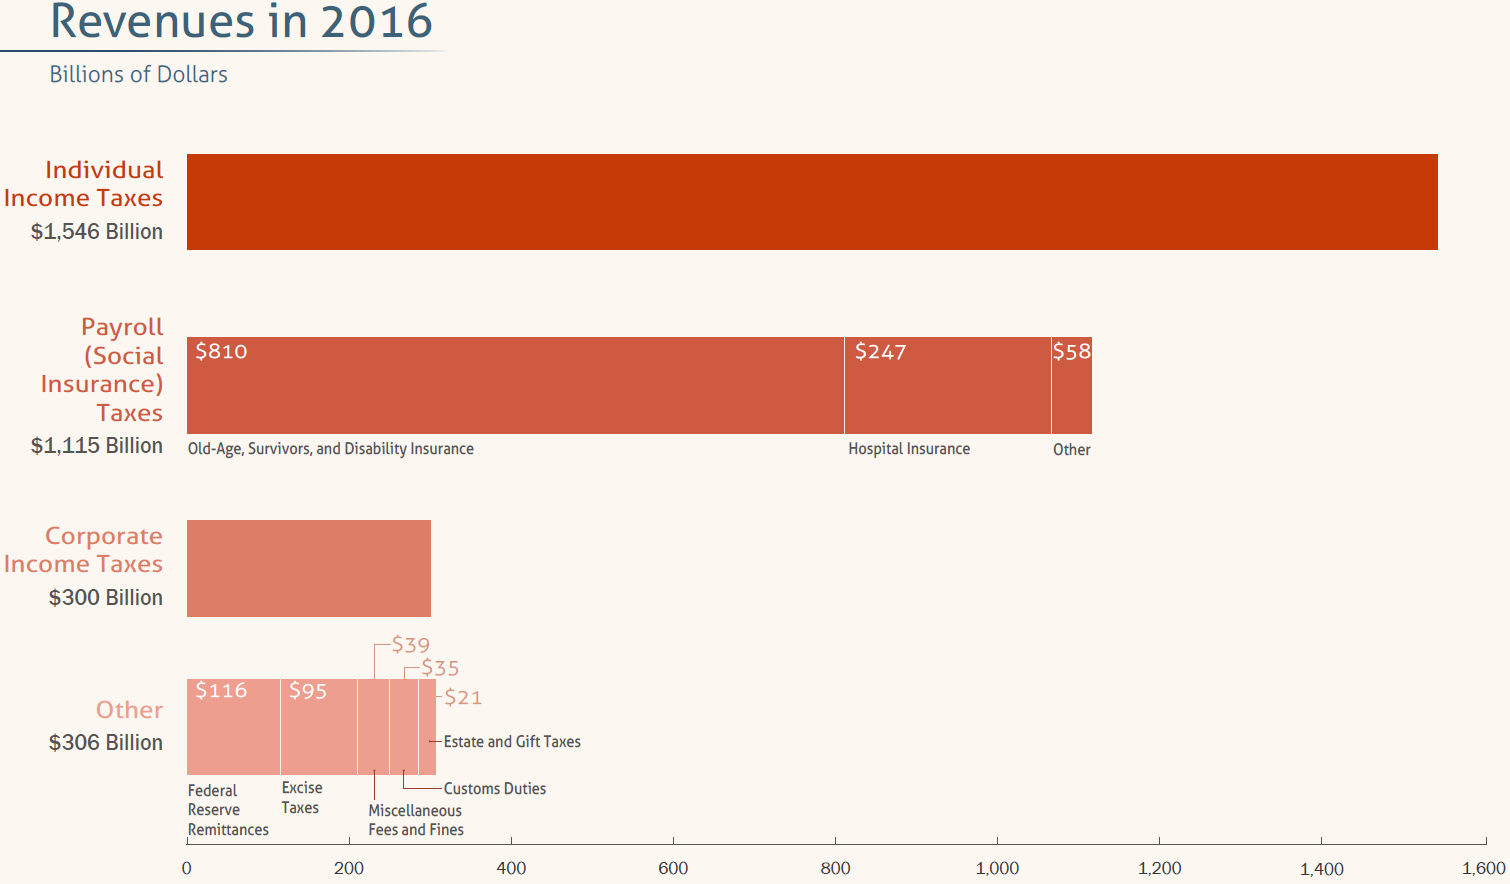 Revenues in 2016
Billions of Dollars
Individual
Income Taxes
$1,546 Billion
Payroll
(Social
Insurance)
Taxes
$1,115 Billion
$810
$247
$58
Old-Age, Survivors, and Disability Insurance
Hospital Insurance
Other
Corporate
Income Taxes
$300 Billion
$39
$35
$116
$95
$21
Other
$306 Billion
Estate and Gift Taxes
Customs Duties
Federal
Reserve
Remittances
Excise
Taxes
Miscellaneous
Fees and Fines
0 200 400 600 800 1,000 1,200 1,400 1,600